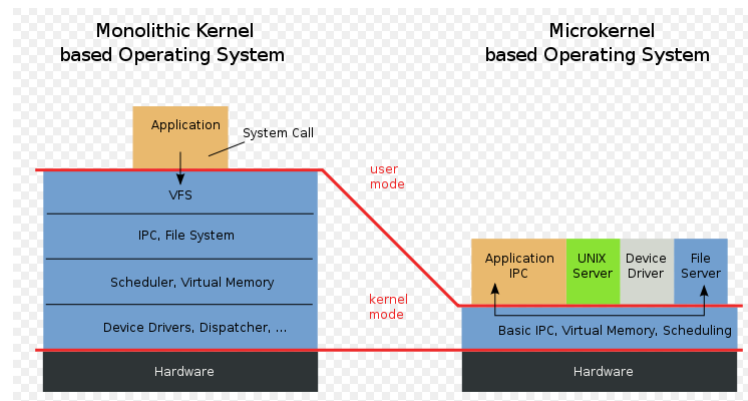 Monolithic Kernel
based Operating System
Microkernel
based Operating System
Application
System Call
user
mode
VFS
IPC, File System
Scheduler, Virtual Memory
kernel
mode
Device Drivers, Dispatcher, ...
Hardware
Application
IPC
UNIX
Server
Device
Driver
File
Server
Basic IPC, Virtual Memory, Scheduling
Hardware